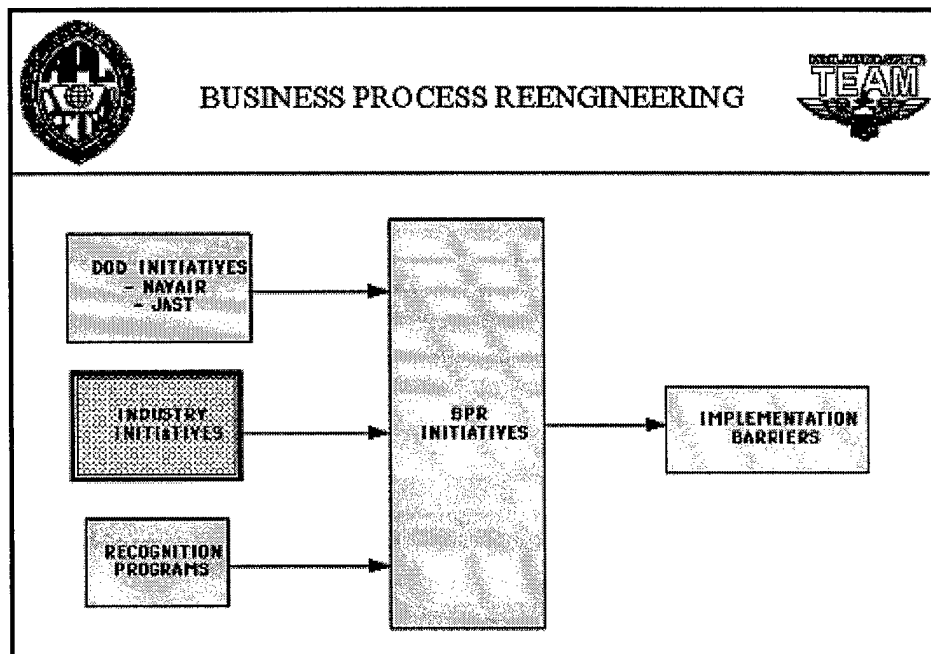 BUSINESS PROCESS REENGINEERING
TEAM
DOD INITIATIVES
- NAVAIR
- JAST
INDUSTRY
INITIATIVES
RECOGNITION
PROGRAMS
BPR
INITIATIVES
IMPLEMENTATION
BARRIERS